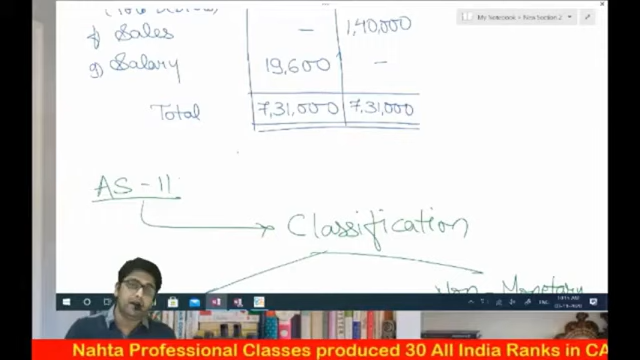 My Notebook • New Section 2
f) Sales – 1,40,000
g) Salary 19,600 –
Total 7,31,000 7,31,000
AS-11
Classification
Non-Monetary
Nahta Professional Classes produced 30 All India Ranks in CA